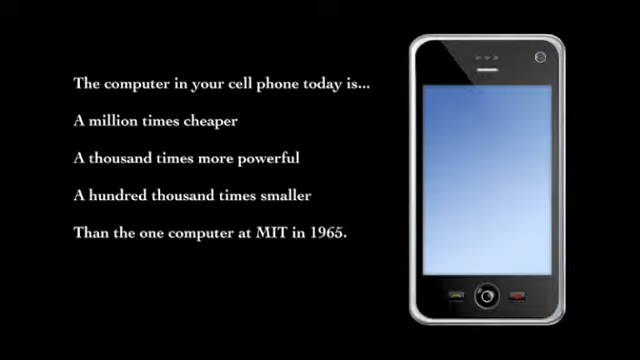 The computer in your cell phone today is...
A million times cheaper
A thousand times more powerful
A hundred thousand times smaller
Than the one computer at MIT in 1965.